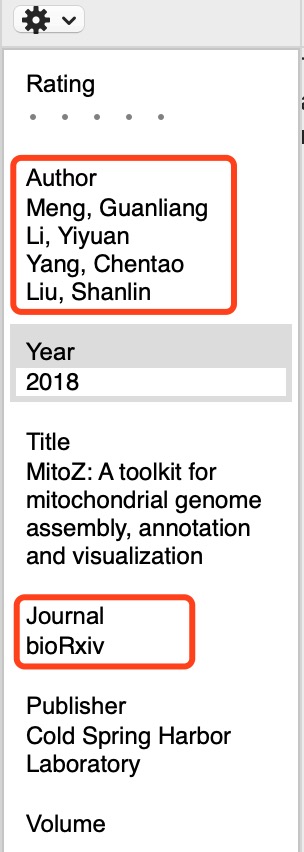 Rating
Author
Meng, Guanliang
Li, Yiyuan
Yang, Chentao
Liu, Shanlin
Year
2018
Title
MitoZ: A toolkit for
mitochondrial genome
assembly, annotation
and visualization
Journal
bioRxiv
Publisher
Cold Spring Harbor
Laboratory
Volume